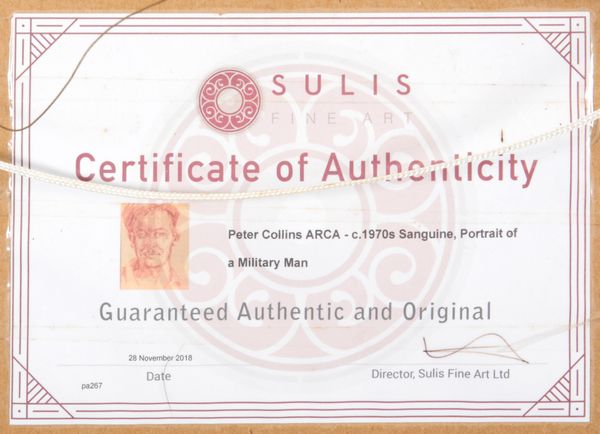 SULIS
FINE ART
Certificate of Authenticity
Peter Collins ARCA - c.1970s Sanguine, Portrait of
a Military Man
Guaranteed Authentic and Original
28 November 2018
Date
Director, Sulis Fine Art Ltd
pa267